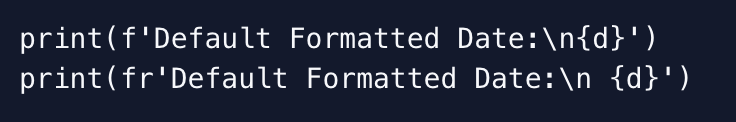 print(f'Default Formatted Date:\n{d}')
print(fr'Default Formatted Date:\n {d}')